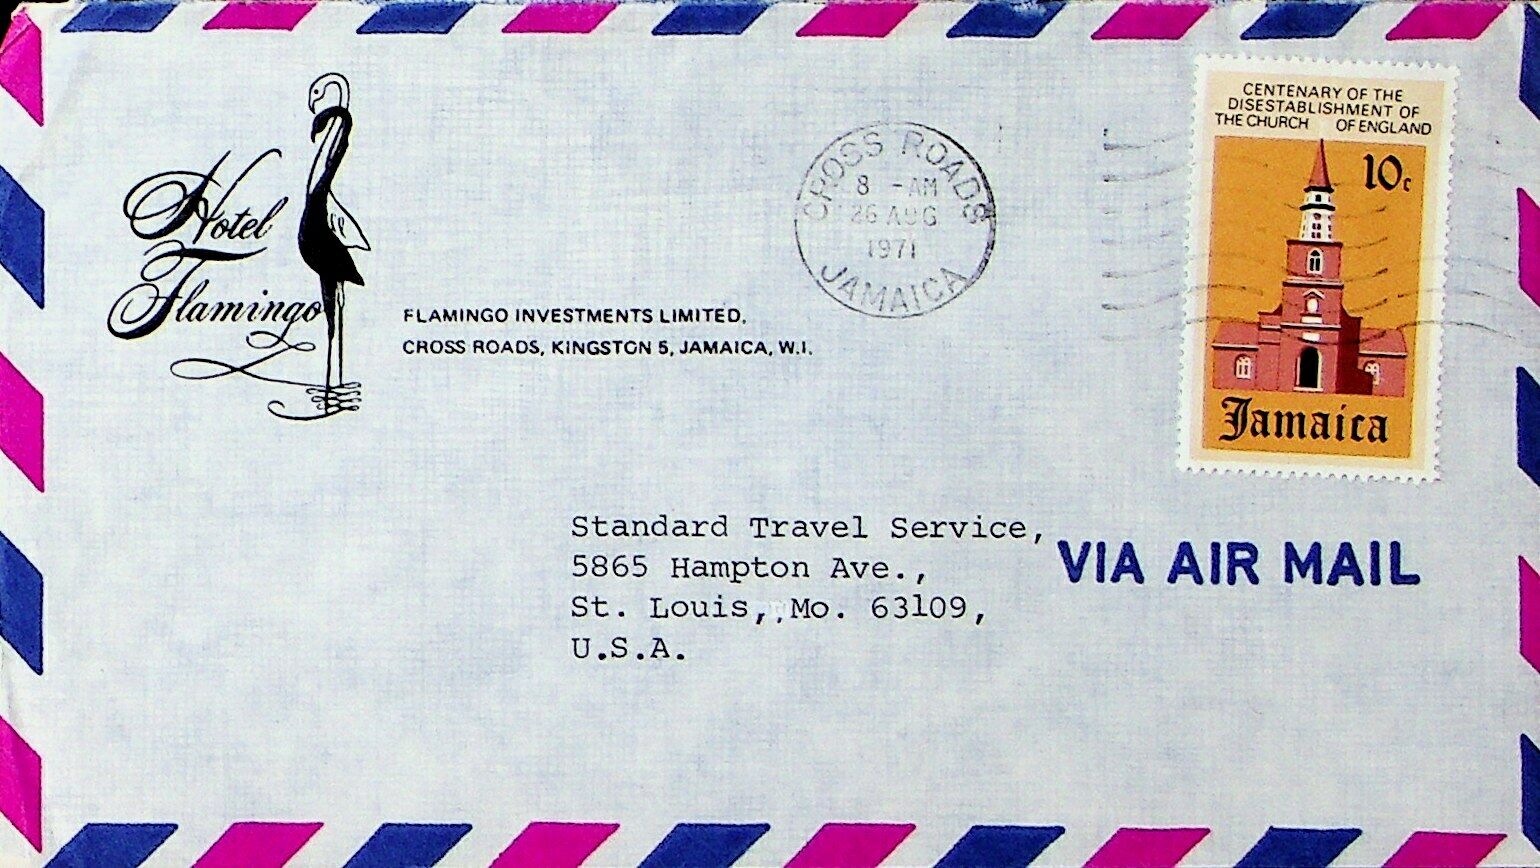 Hotel
Flamingo
FLAMINGO INVESTMENTS LIMITED,
CROSS ROADS, KINGSTON 5, JAMAICA, W.I.
CROSS ROADS
8 - AM
26 AUG
1971
JAMAICA
CENTENARY OF THE
DISESTABLISHMENT OF
THE CHURCH OF ENGLAND
10c
Jamaica
Standard Travel Service,
5865 Hampton Ave.,
St. Louis,,Mo. 63109,
U.S.A.
VIA AIR MAIL